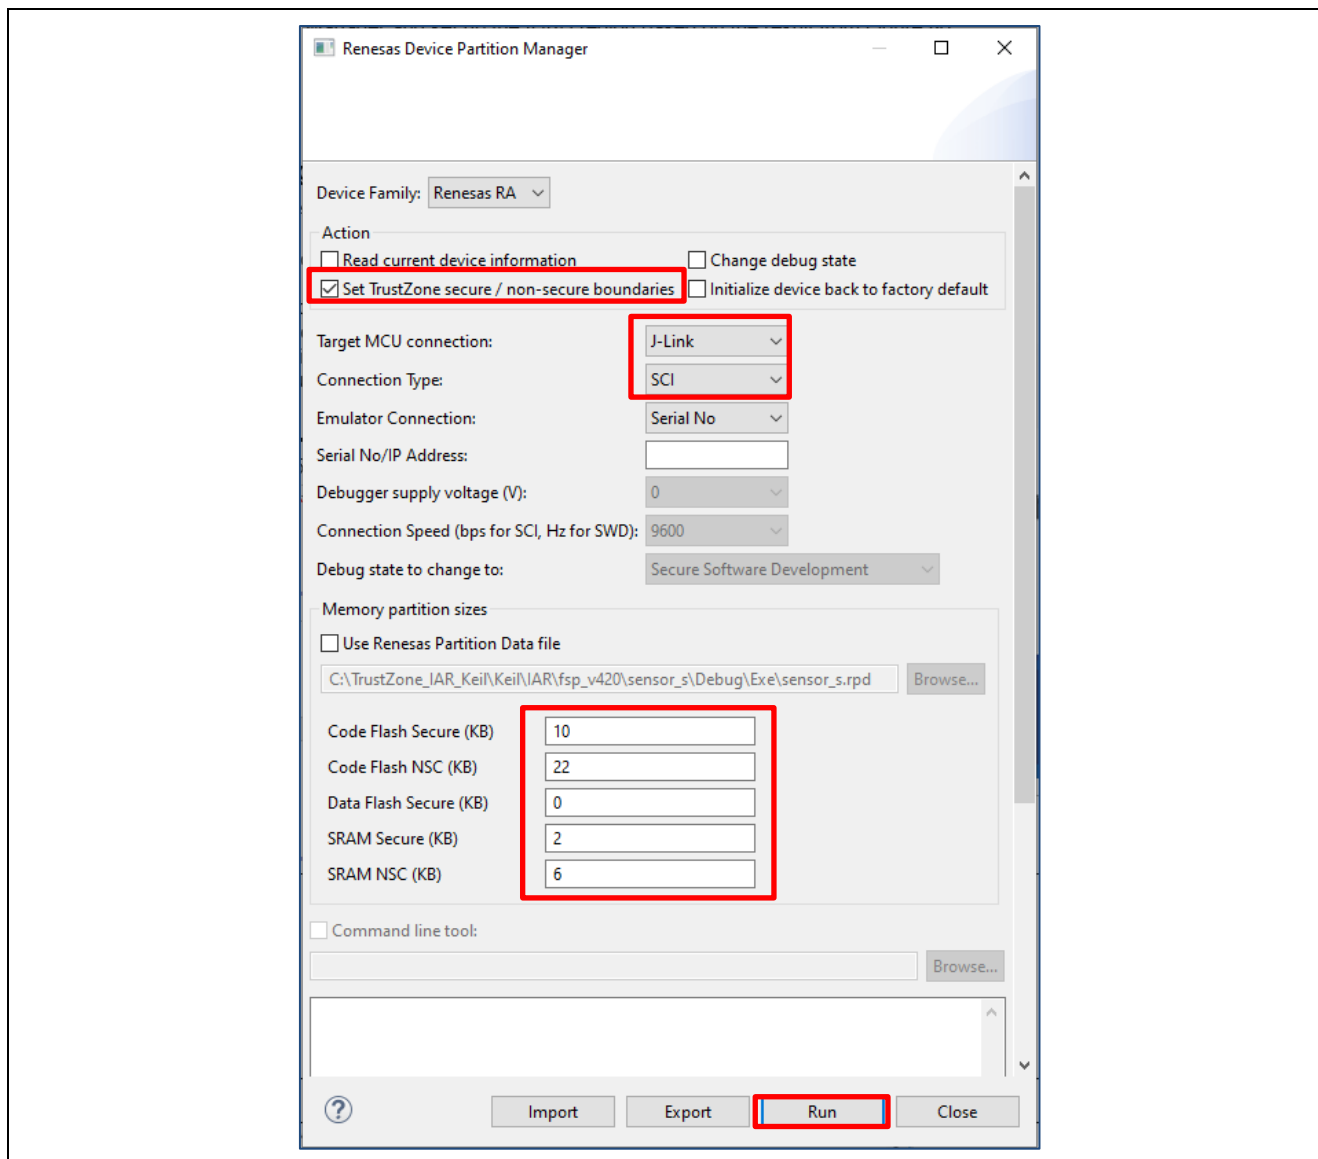 Renesas Device Partition Manager
Device Family: Renesas RA
Action
Read current device information Change debug state
Set TrustZone secure / non-secure boundaries Initialize device back to factory default
Target MCU connection: J-Link
Connection Type: SCI
Emulator Connection: Serial No
Serial No/IP Address:
Debugger supply voltage (V): 0
Connection Speed (bps for SCI, Hz for SWD): 9600
Debug state to change to: Secure Software Development
Memory partition sizes
Use Renesas Partition Data file
C:\TrustZone_IAR_Keil\Keil\IAR\fsp_v420\sensor_s\Debug\Exe\sensor_s.rpd Browse...
Code Flash Secure (KB) 10
Code Flash NSC (KB) 22
Data Flash Secure (KB) 0
SRAM Secure (KB) 2
SRAM NSC (KB) 6
Command line tool:
Browse...
? Import Export Run Close